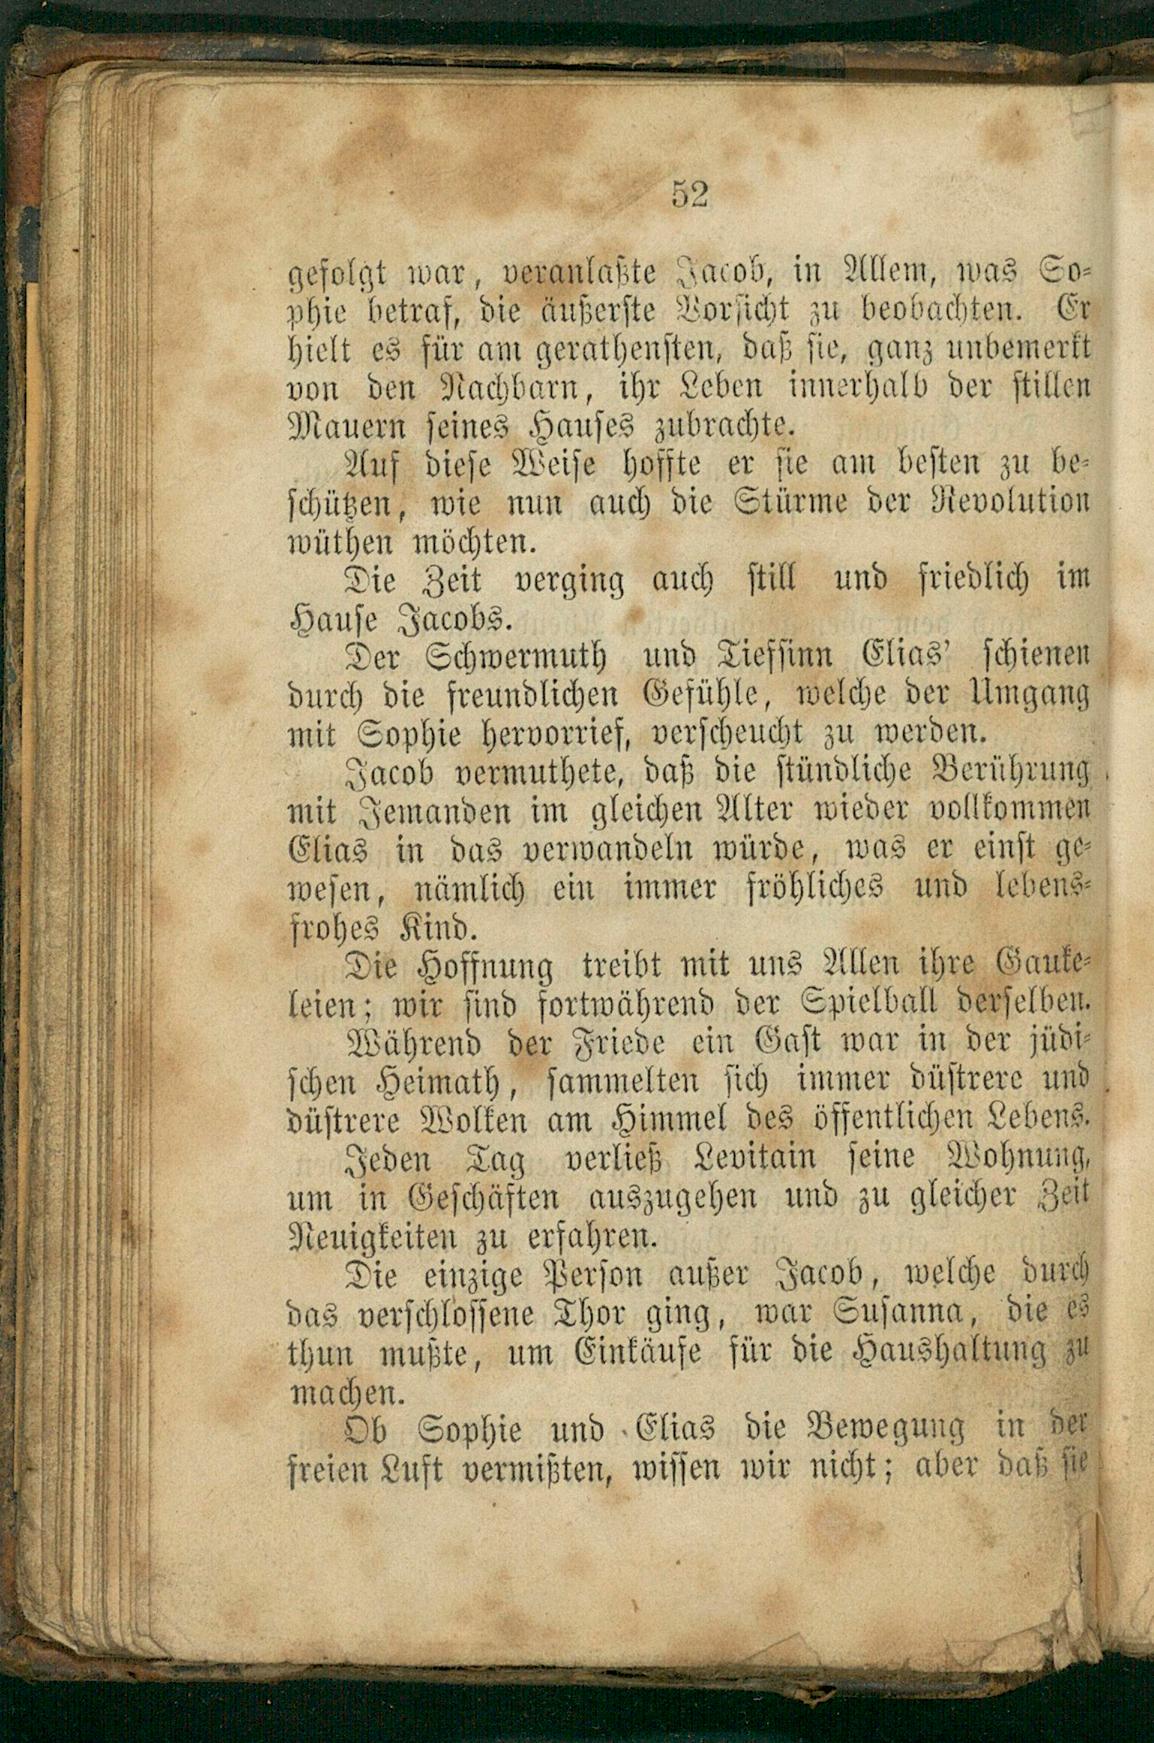 52
gefolgt war, veranlaßte Jacob, in Allem, was So-
phie betraf, die äußerste Vorsicht zu beobachten. Er
hielt es für am gerathensten, daß sie, ganz unbemerkt
von den Nachbarn, ihr Leben innerhalb der stillen
Mauern seines Hauses zubrachte.
Auf diese Weise hoffte er sie am besten zu be-
schützen, wie nun auch die Stürme der Revolution
wüthen möchten.
Die Zeit verging auch still und friedlich im
Hause Jacobs.
Der Schwermuth und Tiefsinn Elias' schienen
durch die freundlichen Gefühle, welche der Umgang
mit Sophie hervorrief, verscheucht zu werden.
Jacob vermuthete, daß die stündliche Berührung
mit Jemanden im gleichen Alter wieder vollkommen
Elias in das verwandeln würde, was er einst ge-
wesen, nämlich ein immer fröhliches und lebens-
frohes Kind.
Die Hoffnung treibt mit uns Allen ihre Gauke-
leien; wir sind fortwährend der Spielball derselben.
Während der Friede ein Gast war in der jüdi-
schen Heimath, sammelten sich immer düstrere und
düstrere Wolken am Himmel des öffentlichen Lebens.
Jeden Tag verließ Levitain seine Wohnung,
um in Geschäften auszugehen und zu gleicher Zeit
Neuigkeiten zu erfahren.
Die einzige Person außer Jacob, welche durch
das verschlossene Thor ging, war Susanna, die es
thun mußte, um Einkäufe für die Haushaltung zu
machen.
Ob Sophie und Elias die Bewegung in der
freien Luft vermißten, wissen wir nicht; aber daß sie